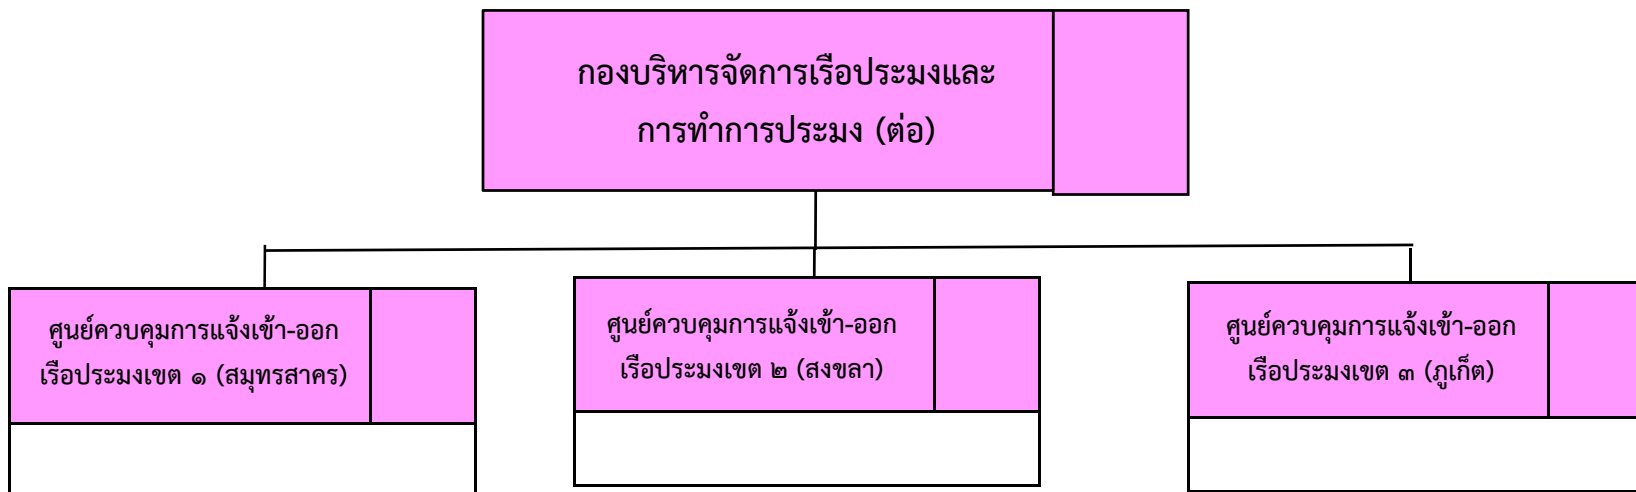 กองบริหารจัดการเรือประมงและ
การทำการประมง (ต่อ)
ศูนย์ควบคุมการแจ้งเข้า-ออก
เรือประมงเขต ๑ (สมุทรสาคร)
ศูนย์ควบคุมการแจ้งเข้า-ออก
เรือประมงเขต ๒ (สงขลา)
ศูนย์ควบคุมการแจ้งเข้า-ออก
เรือประมงเขต ๓ (ภูเก็ต)